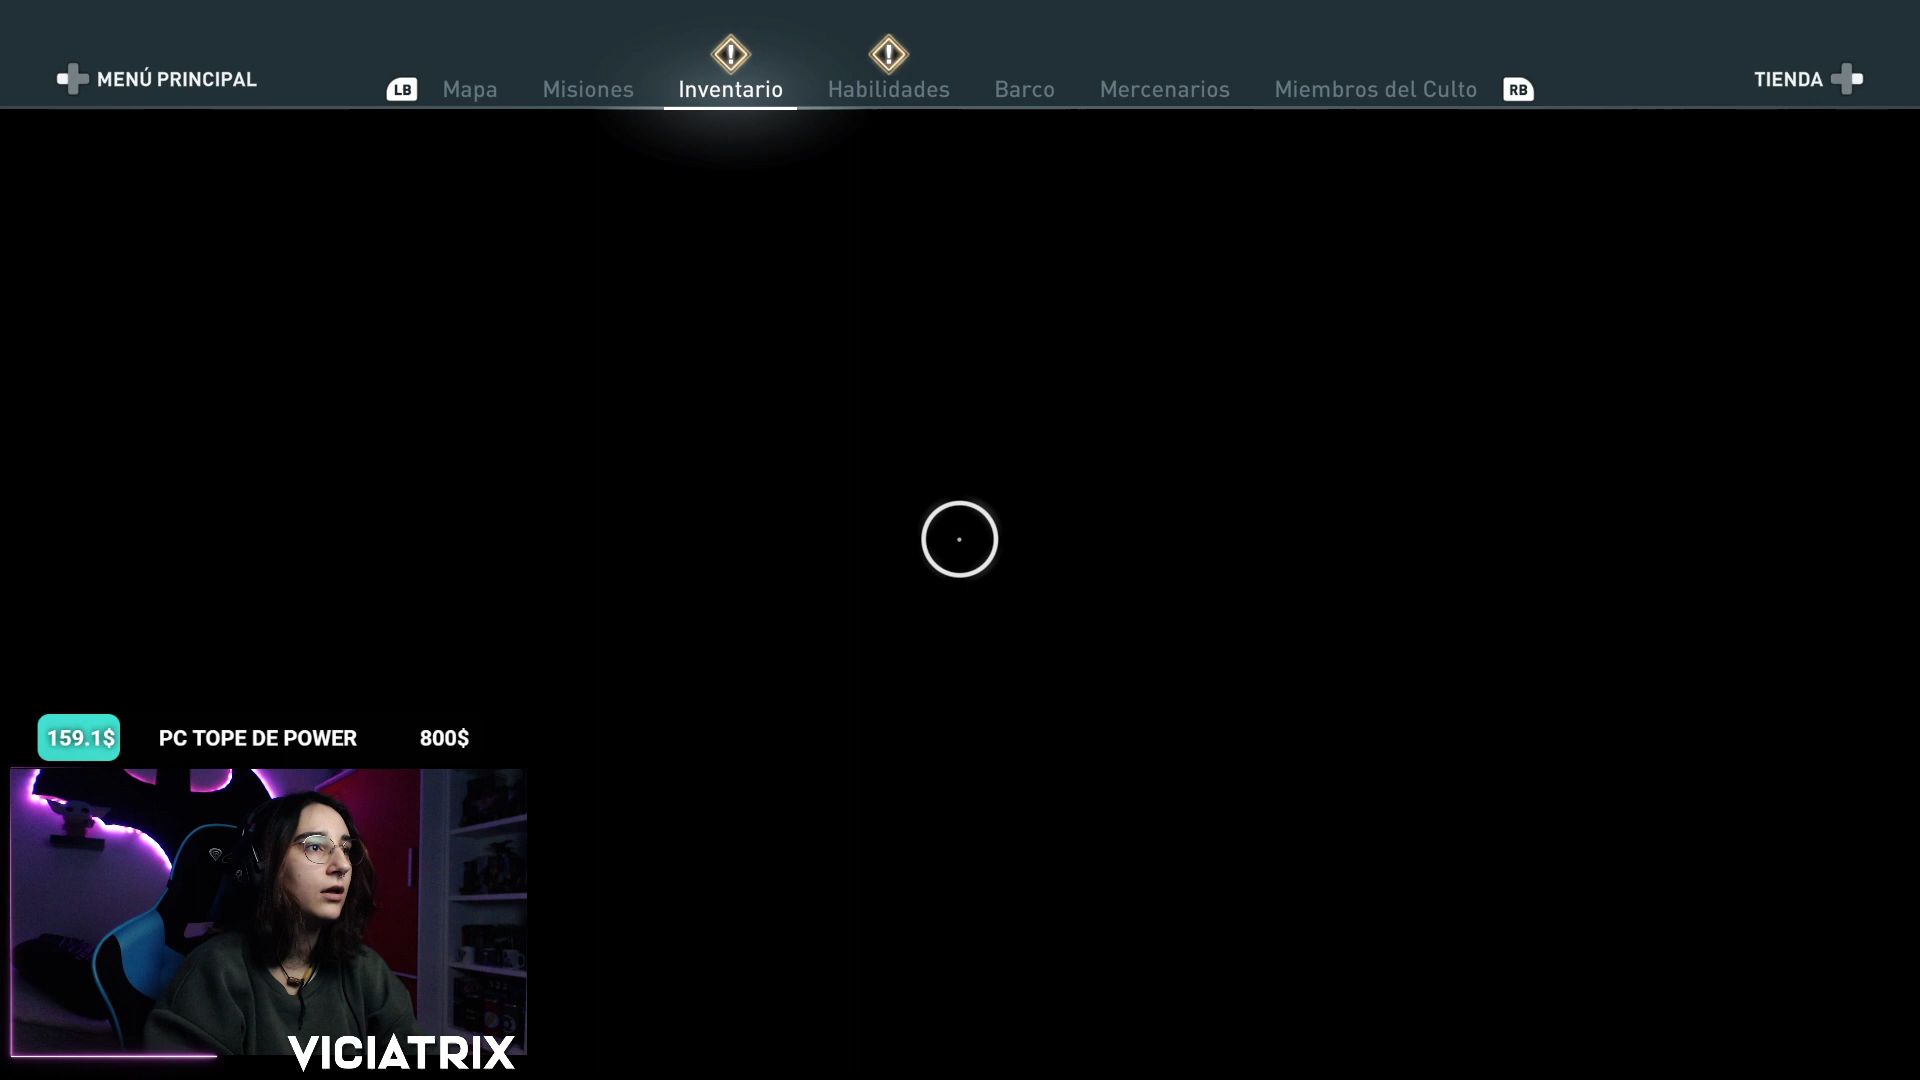 MENÚ PRINCIPAL
LB
Mapa
Misiones
Inventario
Habilidades
Barco
Mercenarios
Miembros del Culto
RB
TIENDA
159.1$ PC TOPE DE POWER 800$
VICIATRIX